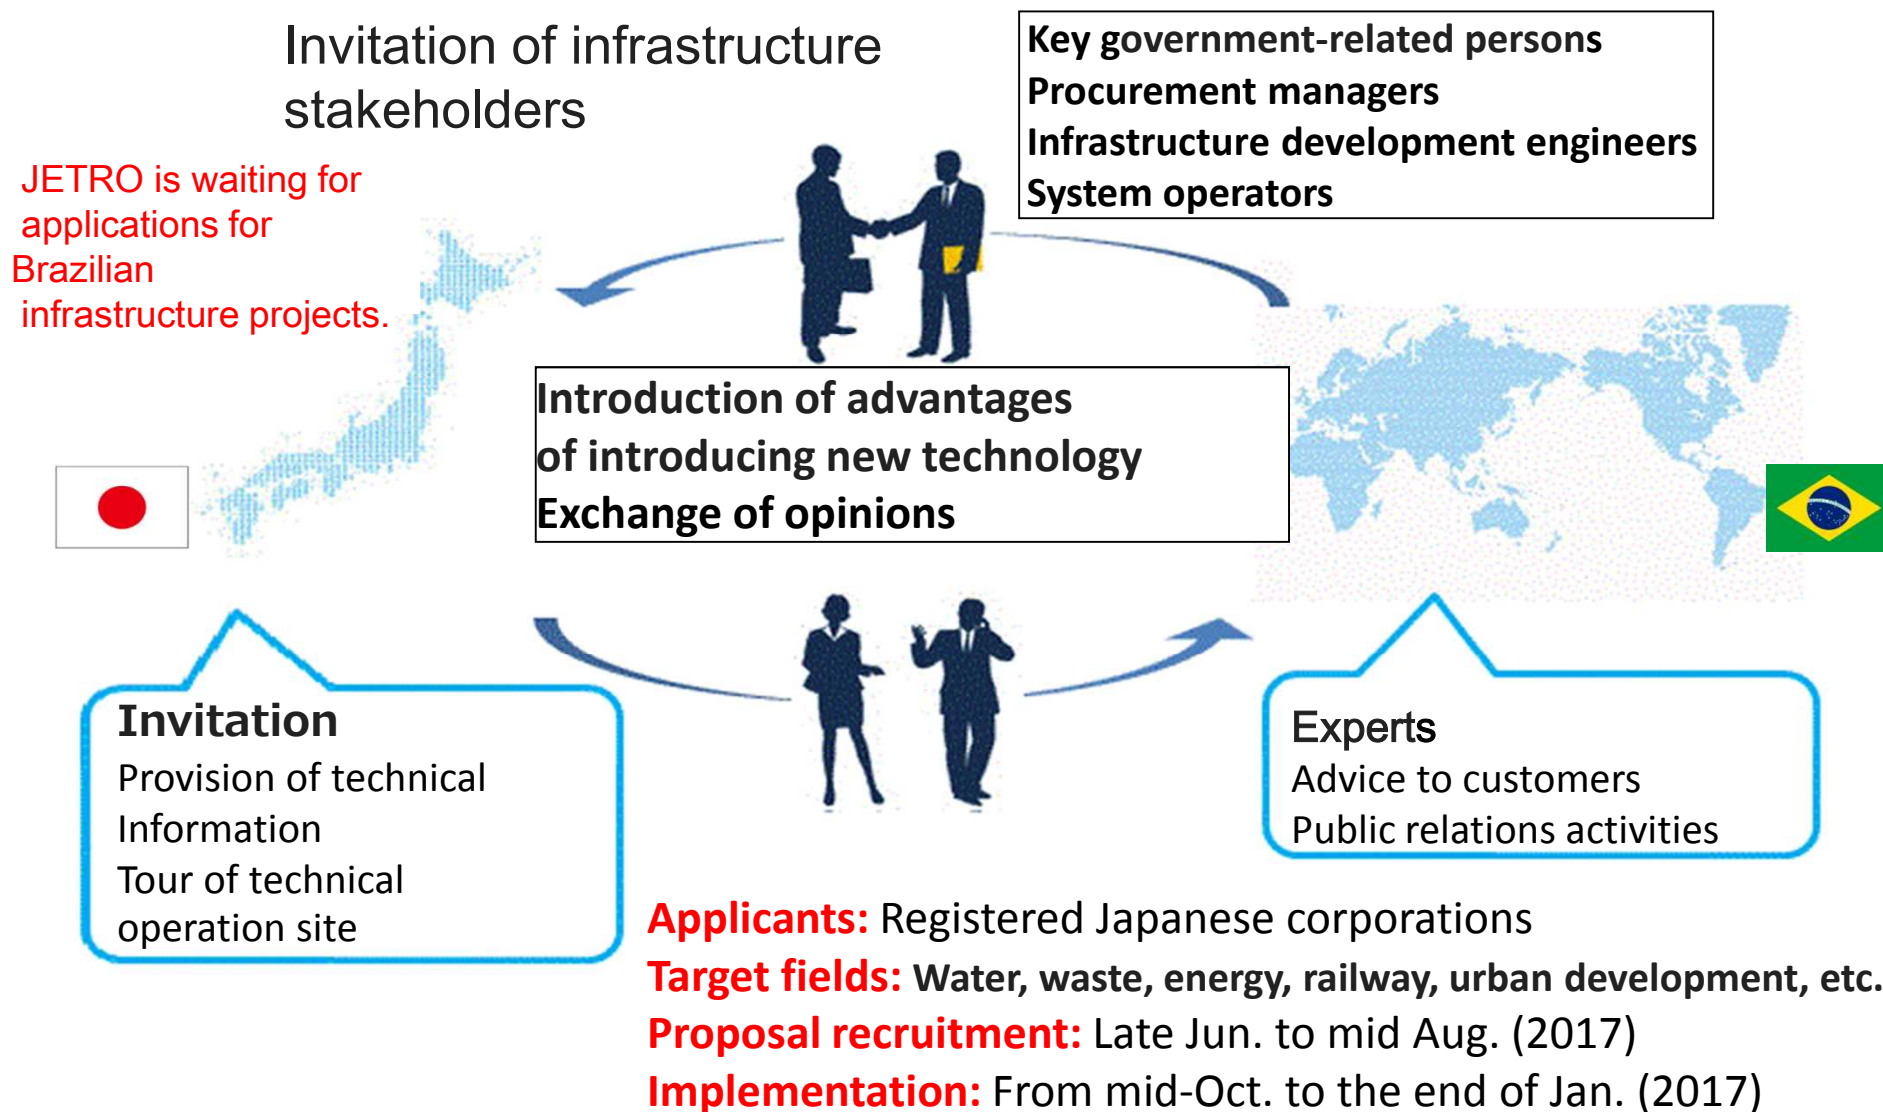 Invitation of infrastructure
stakeholders
Key government-related persons
Procurement managers
Infrastructure development engineers
System operators
JETRO is waiting for
applications for
Brazilian
infrastructure projects.
Introduction of advantages
of introducing new technology
Exchange of opinions
Invitation
Provision of technical
Information
Tour of technical
operation site
Experts
Advice to customers
Public relations activities
Applicants: Registered Japanese corporations
Target fields: Water, waste, energy, railway, urban development, etc.
Proposal recruitment: Late Jun. to mid Aug. (2017)
Implementation: From mid-Oct. to the end of Jan. (2017)